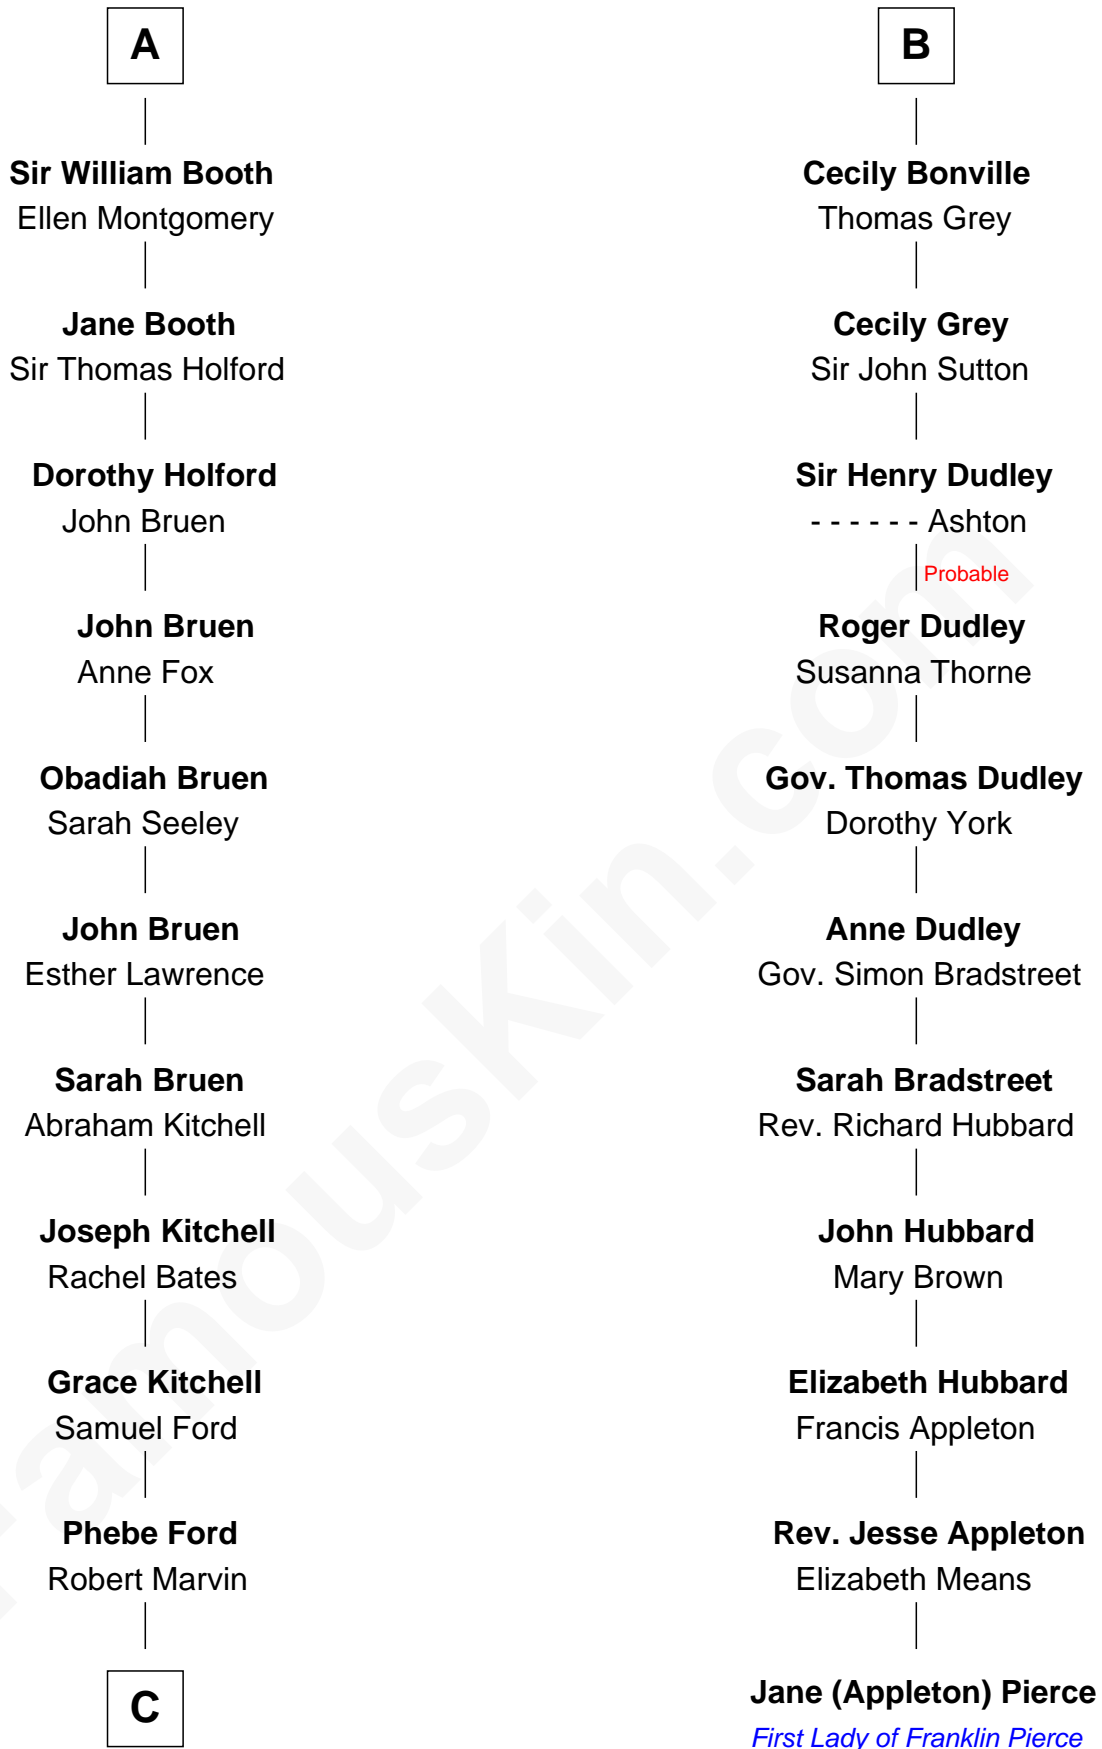 A
Sir William Booth
Ellen Montgomery
Jane Booth
Sir Thomas Holford
Dorothy Holford
John Bruen
John Bruen
Anne Fox
Obadiah Bruen
Sarah Seeley
John Bruen
Esther Lawrence
Sarah Bruen
Abraham Kitchell
Joseph Kitchell
Rachel Bates
Grace Kitchell
Samuel Ford
Phebe Ford
Robert Marvin
C
B
Cecily Bonville
Thomas Grey
Cecily Grey
Sir John Sutton
Sir Henry Dudley
- - - - - - Ashton
Probable
Roger Dudley
Susanna Thorne
Gov. Thomas Dudley
Dorothy York
Anne Dudley
Gov. Simon Bradstreet
Sarah Bradstreet
Rev. Richard Hubbard
John Hubbard
Mary Brown
Elizabeth Hubbard
Francis Appleton
Rev. Jesse Appleton
Elizabeth Means
Jane (Appleton) Pierce
First Lady of Franklin Pierce
FamousKin.com